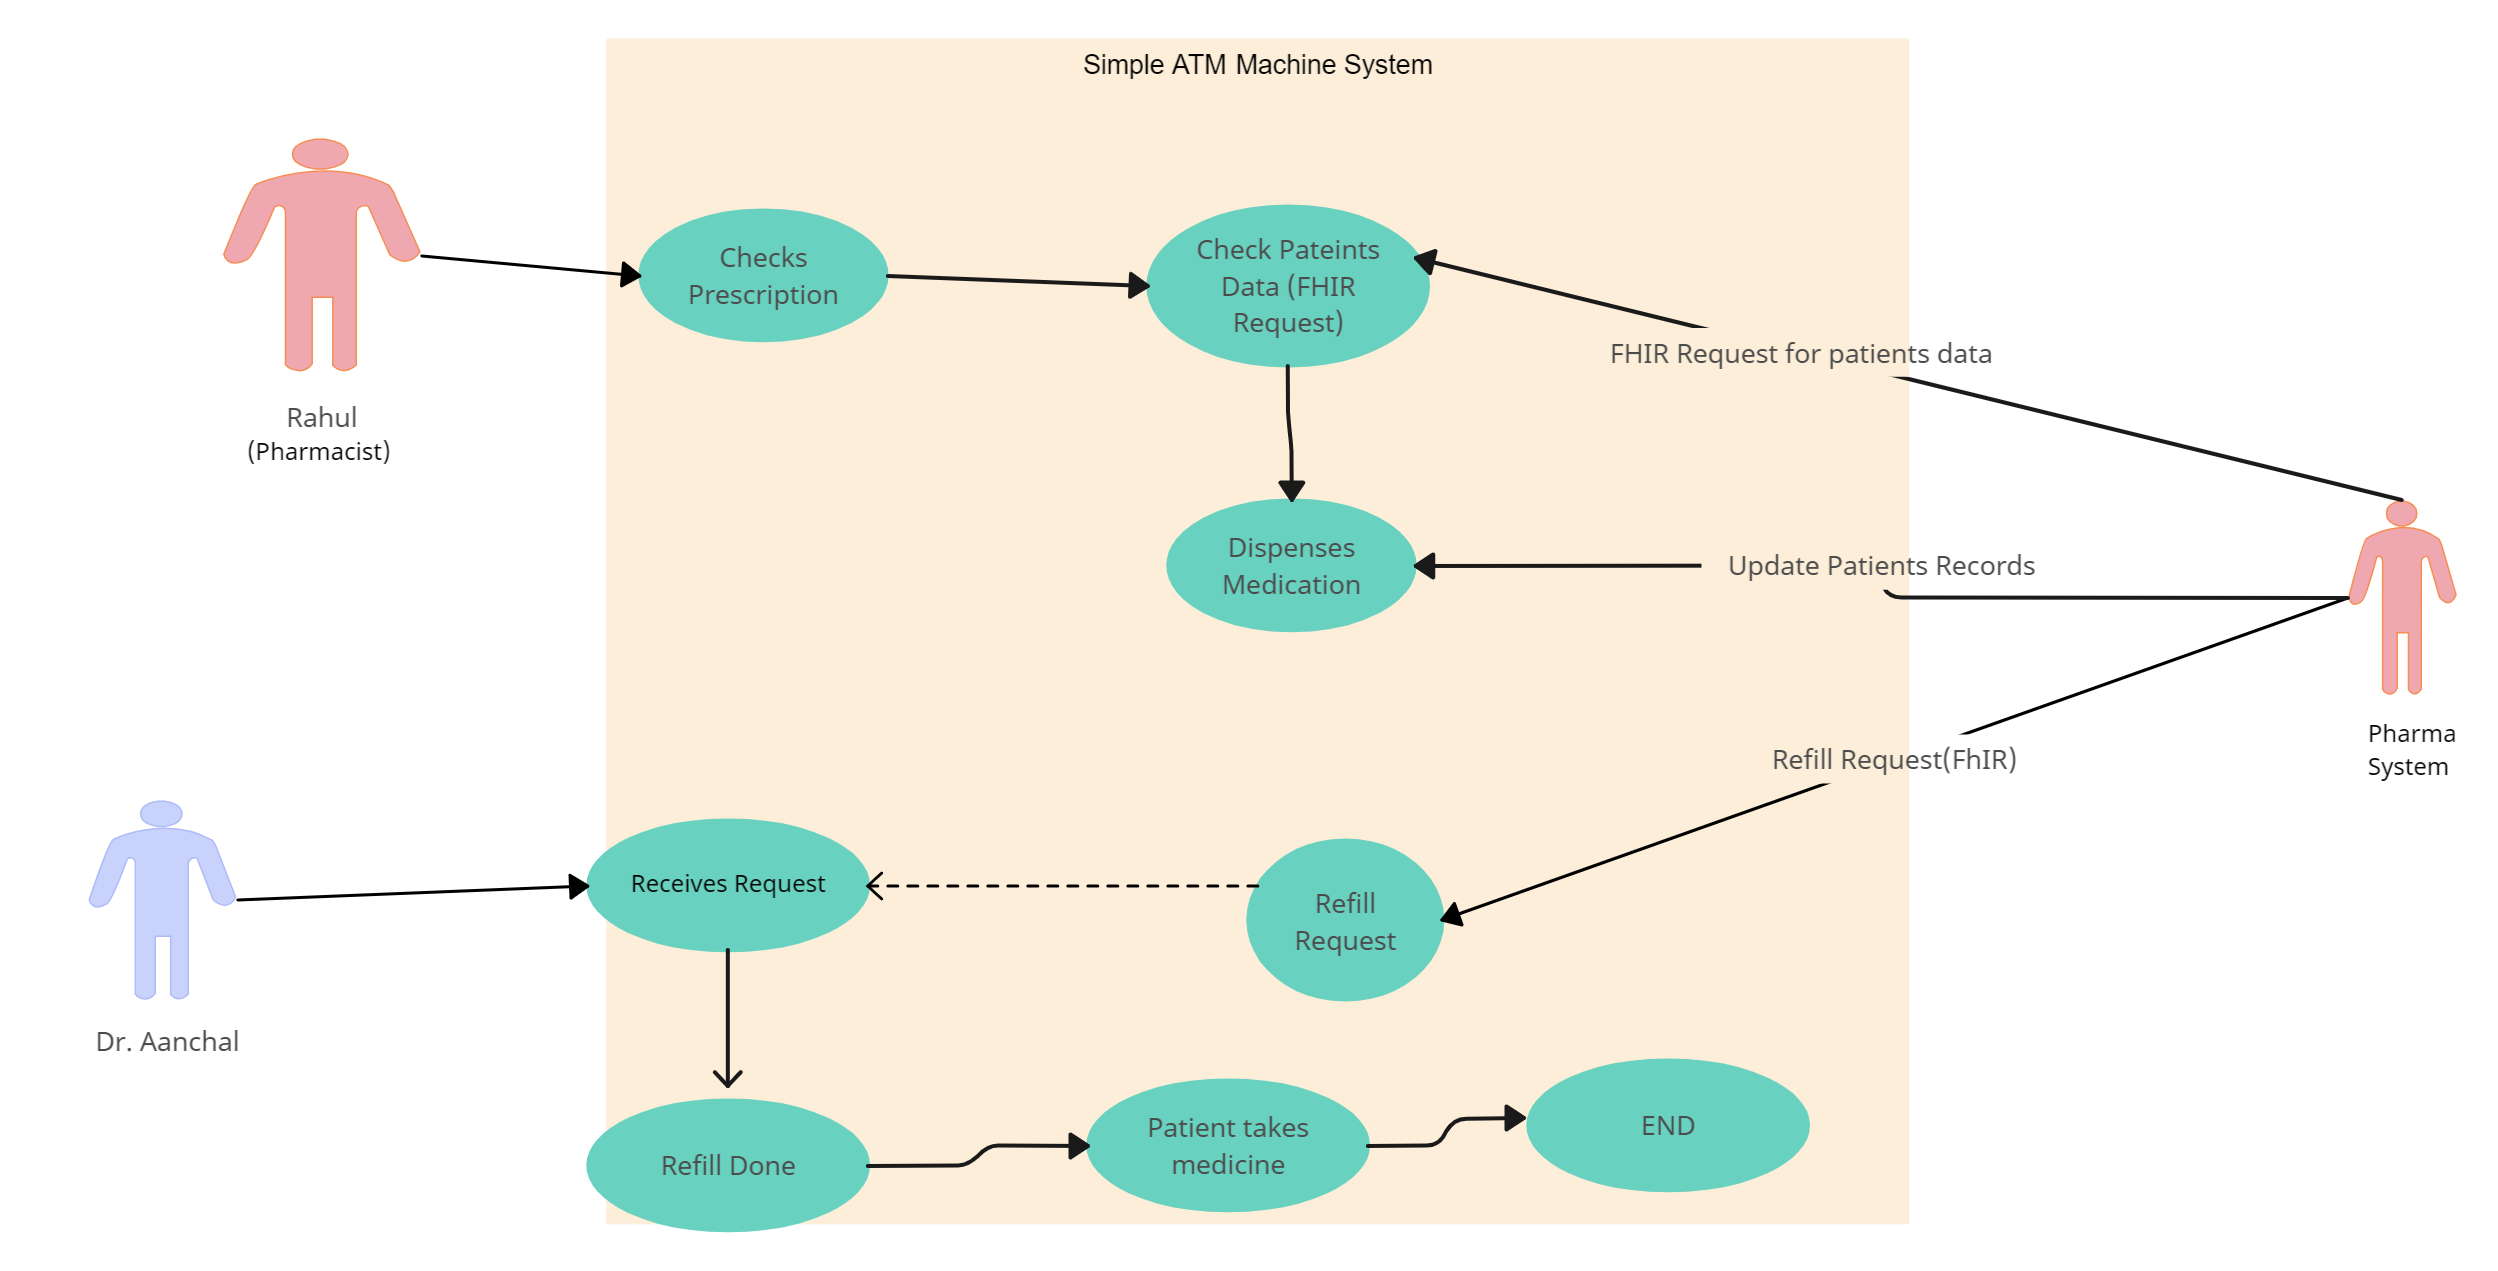 Simple ATM Machine System
Checks
Prescription
Check Pateints
Data (FHIR
Request)
FHIR Request for patients data
Rahul
(Pharmacist)
Dispenses
Medication
Update Patients Records
Pharma
System
Refill Request(FhIR)
Receives Request
Refill
Request
Dr. Aanchal
Refill Done
Patient takes
medicine
END